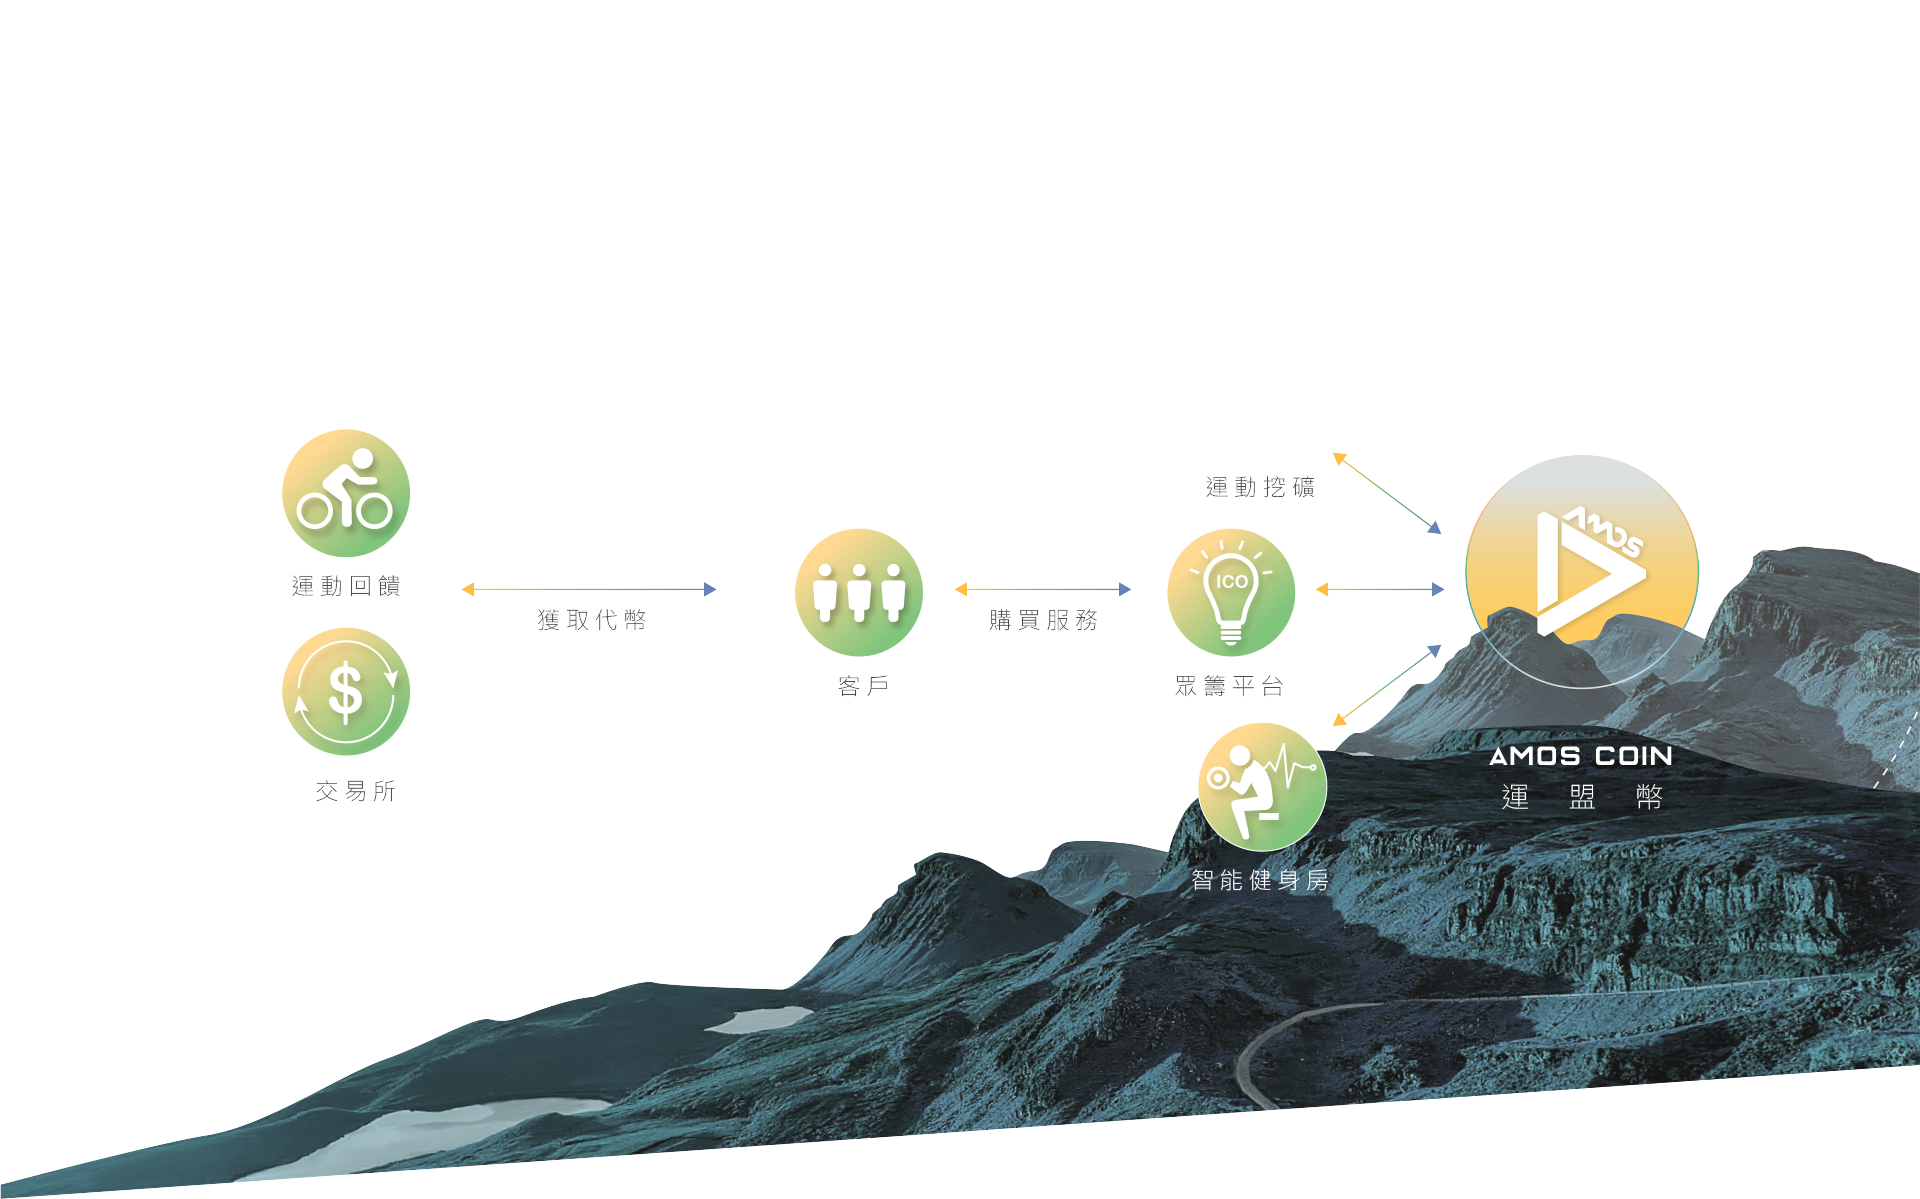 運動回饋
$
交易所
獲取代幣
客戶
購買服務
運動挖礦
ICO
眾籌平台
智能健身房
AMOS
AMOS COIN
運盟幣